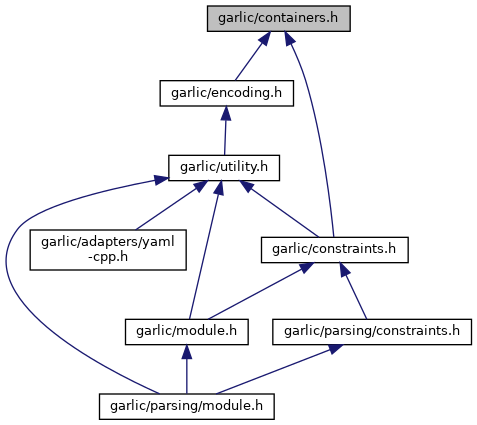 garlic/containers.h
garlic/encoding.h
garlic/utility.h
garlic/adapters/yaml
-cpp.h
garlic/constraints.h
garlic/module.h
garlic/parsing/constraints.h
garlic/parsing/module.h